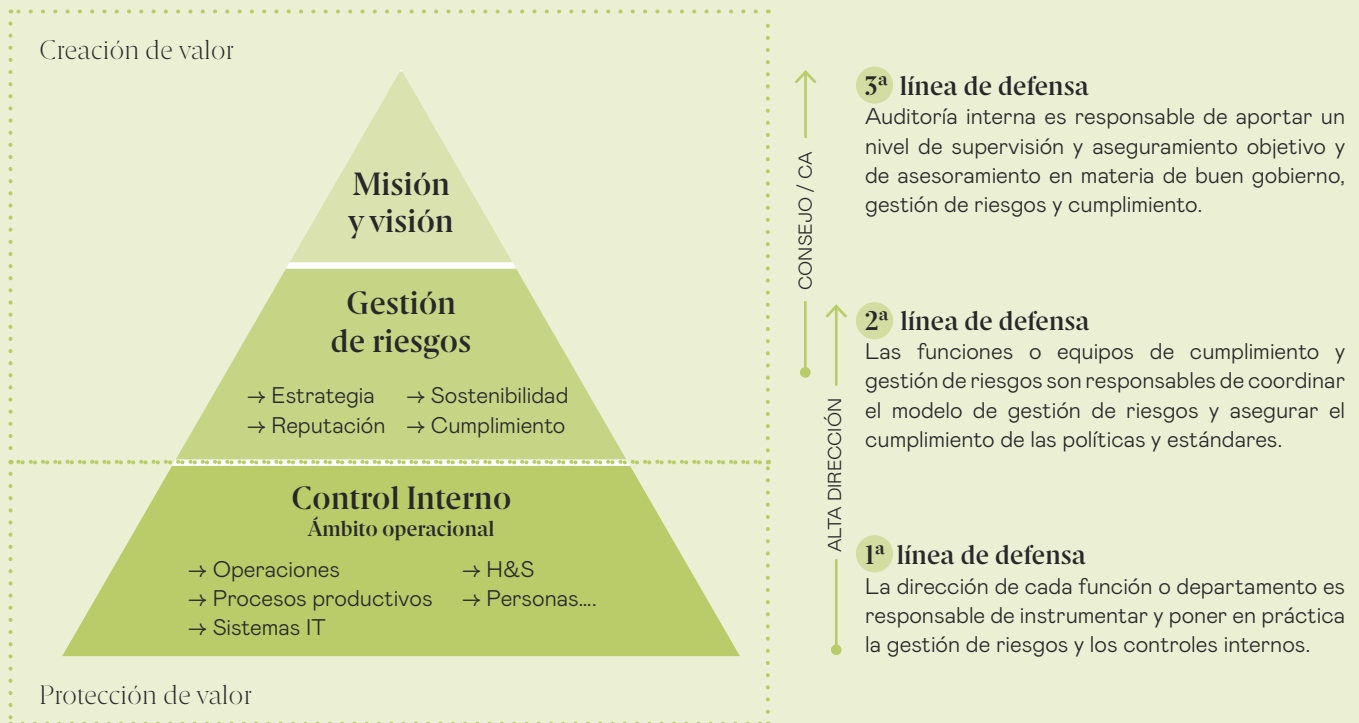 Creación de valor
Misión
y visión
Gestión
de riesgos
→ Estrategia → Sostenibilidad
→ Reputación → Cumplimiento
Control Interno
Ámbito operacional
→ Operaciones → H&S
→ Procesos productivos → Personas....
→ Sistemas IT
Protección de valor
CONSEJO / CA
ALTA DIRECCIÓN
3ª línea de defensa
Auditoría interna es responsable de aportar un
nivel de supervisión y aseguramiento objetivo y
de asesoramiento en materia de buen gobierno,
gestión de riesgos y cumplimiento.
2ª línea de defensa
Las funciones o equipos de cumplimiento y
gestión de riesgos son responsables de coordinar
el modelo de gestión de riesgos y asegurar el
cumplimiento de las políticas y estándares.
1ª línea de defensa
La dirección de cada función o departamento es
responsable de instrumentar y poner en práctica
la gestión de riesgos y los controles internos.